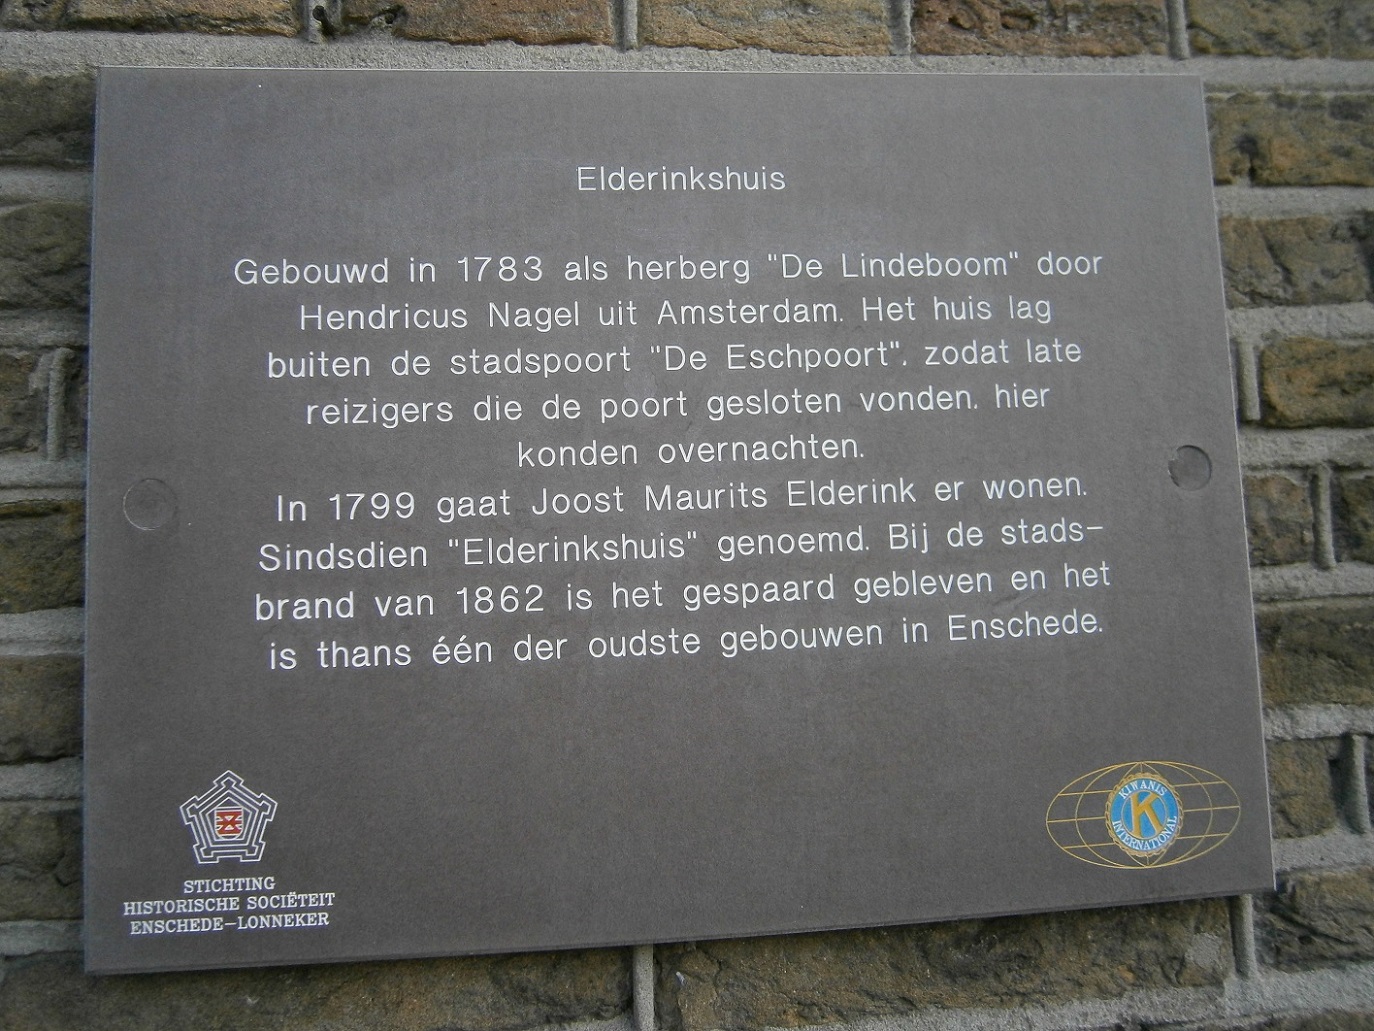 Elderinkshuis
Gebouwd in 1783 als herberg "De Lindeboom" door
Hendricus Nagel uit Amsterdam. Het huis lag
buiten de stadspoort "De Eschpoort". zodat late
reizigers die de poort gesloten vonden. hier
konden overnachten.
In 1799 gaat Joost Maurits Elderink er wonen.
Sindsdien "Elderinkshuis" genoemd. Bij de stads-
brand van 1862 is het gespaard gebleven en het
is thans één der oudste gebouwen in Enschede.
STICHTING
HISTORISCHE SOCIËTEIT
ENSCHEDE-LONNEKER
KIWANIS
K
INTERNATIONAL